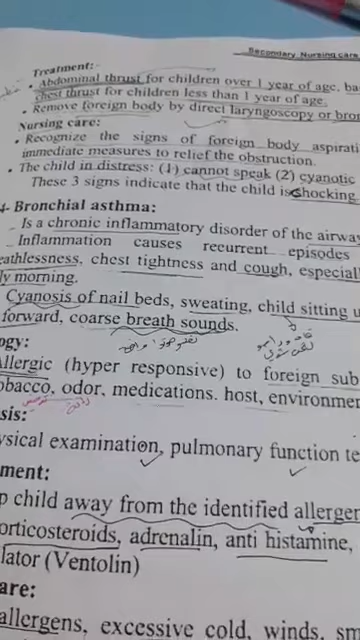 Secondary Nursing care
Treatment:-
• Abdominal thrust for children over 1 year of age, ba
chest thrust for children less than 1 year of age.
• Remove foreign body by direct laryngoscopy or bron
Nursing care:
• Recognize the signs of foreign body aspirati
immediate measures to relief the obstruction.
• The child in distress: (1) cannot speak (2) cyanotic
These 3 signs indicate that the child is shocking
4- Bronchial asthma:
Is a chronic inflammatory disorder of the airway
Inflammation causes recurrent episodes
eathlessness, chest tightness and cough, especial
ly morning.
Cyanosis of nail beds, sweating, child sitting u
forward, coarse breath sounds.
ogy:
Allergic (hyper responsive) to foreign sub
obacco, odor, medications. host, environmen
sis:
ysical examination, pulmonary function te
ment:
p child away from the identified allergen
orticosteroids, adrenalin, anti histamine,
lator (Ventolin)
are:
allergens, excessive cold, winds, sm